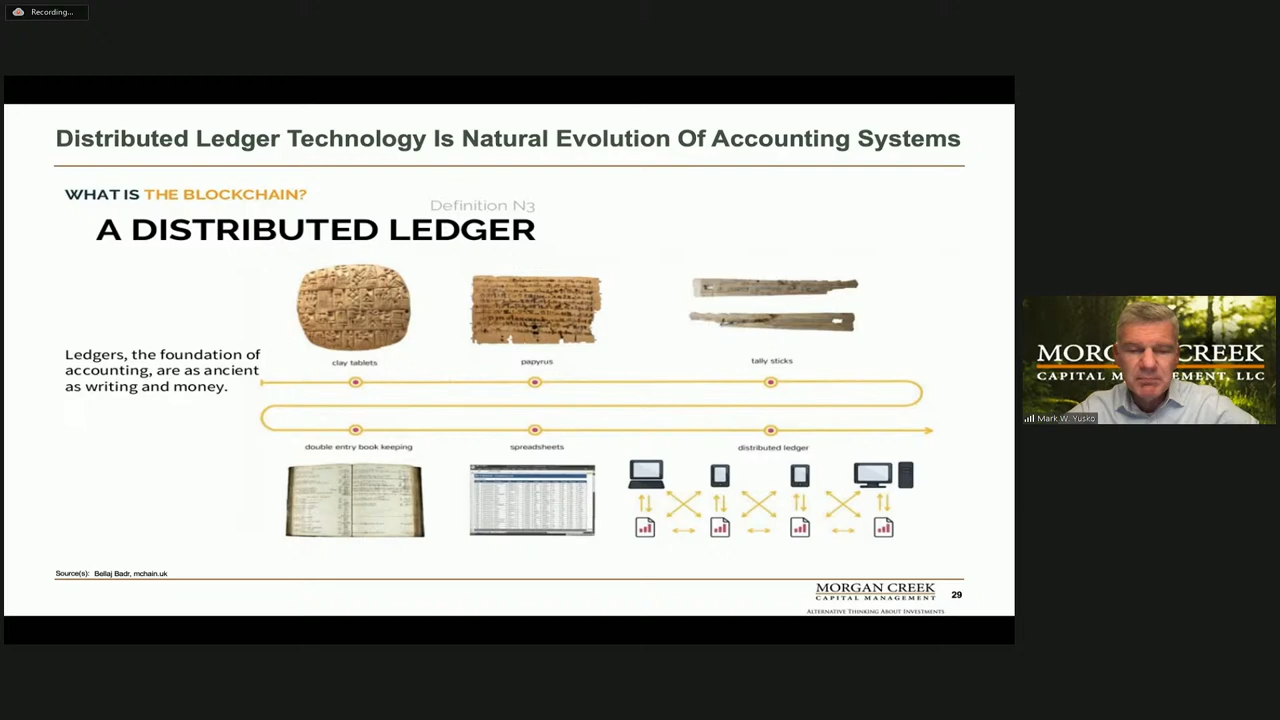 Recording...
Distributed Ledger Technology Is Natural Evolution Of Accounting Systems
WHAT IS THE BLOCKCHAIN?
Definition N3
A DISTRIBUTED LEDGER
clay tablets
papyrus
tally sticks
Ledgers, the foundation of
accounting, are as ancient
as writing and money.
double entry book keeping
spreadsheets
distributed ledger
Source(s): Bellaj Badr, mchain.uk
MORGAN CREEK
CAPITAL MANAGEMENT
ALTERNATIVE THINKING ABOUT INVESTMENTS
29
MORG CREEK
CAPITAL MA EMENT, LLC
Mark W. Yusko